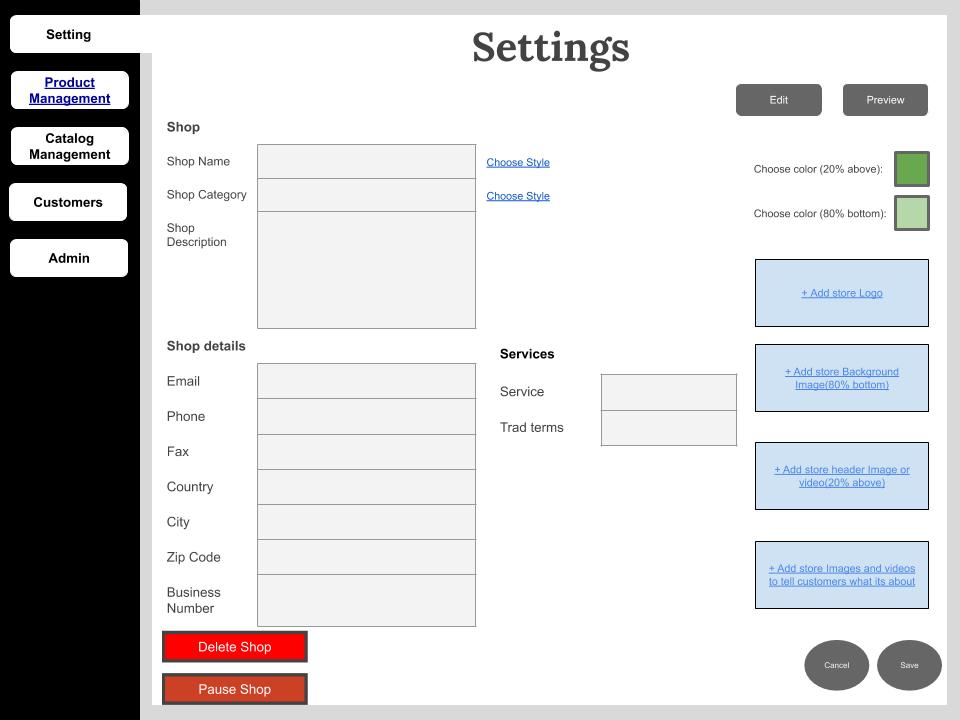 Setting
Product
Management
Catalog
Management
Customers
Admin
Settings
Edit
Preview
Shop
Shop Name
Choose Style
Shop Category
Choose Style
Shop
Description
Choose color (20% above):
Choose color (80% bottom):
+ Add store Logo
+ Add store Background
Image(80% bottom)
+ Add store header Image or
video(20% above)
+ Add store Images and videos
to tell customers what its about
Shop details
Email
Phone
Fax
Country
City
Zip Code
Business
Number
Services
Service
Trad terms
Delete Shop
Pause Shop
Cancel
Save